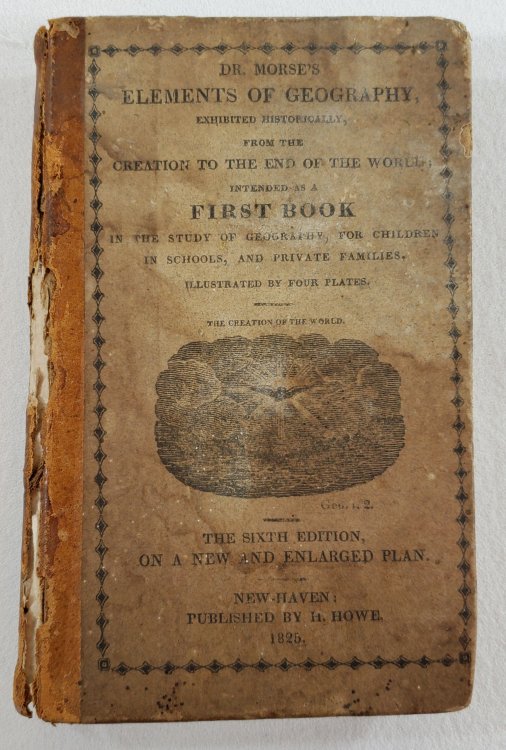 DR. MORSE'S
ELEMENTS OF GEOGRAPHY,
EXHIBITED HISTORICALLY,
FROM THE
CREATION TO THE END OF THE WORLD;
INTENDED AS A
FIRST BOOK
IN THE STUDY OF GEOGRAPHY, FOR CHILDREN
IN SCHOOLS, AND PRIVATE FAMILIES.
ILLUSTRATED BY FOUR PLATES.
THE CREATION OF THE WORLD.
Gen. i. 2.
THE SIXTH EDITION,
ON A NEW AND ENLARGED PLAN.
NEW-HAVEN:
PUBLISHED BY H. HOWE.
1825.